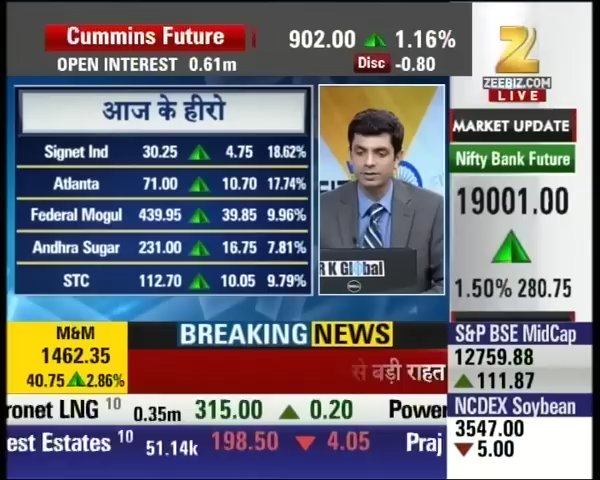 Cummins Future 902.00 1.16%
OPEN INTEREST 0.61m Disc -0.80
Z
ZEEBIZ.COM
LIVE
आज के हीरो
Signet Ind 30.25 4.75 18.62%
Atlanta 71.00 10.70 17.74%
Federal Mogul 439.95 39.85 9.96%
Andhra Sugar 231.00 16.75 7.81%
STC 112.70 10.05 9.79%
R K Global
DELL
MARKET UPDATE
Nifty Bank Future
19001.00
1.50% 280.75
M&M
1462.35
40.75 2.86%
BREAKING NEWS
से बड़ी राहत
S&P BSE MidCap
12759.88
111.87
NCDEX Soybean
3547.00
5.00
ronet LNG 10 0.35m 315.00 0.20 Power
est Estates 10 51.14k 198.50 4.05 Praj